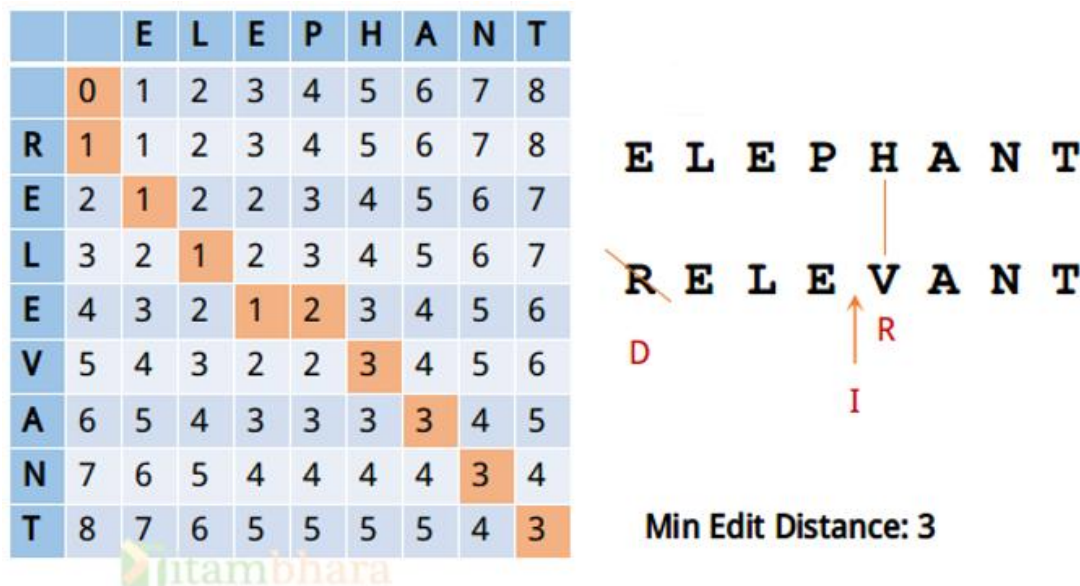 E L E P H A N T
0 1 2 3 4 5 6 7 8
R 1 1 2 3 4 5 6 7 8
E 2 1 2 2 3 4 5 6 7
L 3 2 1 2 3 4 5 6 7
E 4 3 2 1 2 3 4 5 6
V 5 4 3 2 2 3 4 5 6
A 6 5 4 3 3 3 3 4 5
N 7 6 5 4 4 4 4 3 4
T 8 7 6 5 5 5 5 4 3
E L E P H A N T
R E L E V A N T
D
R
I
Min Edit Distance: 3
itambhara